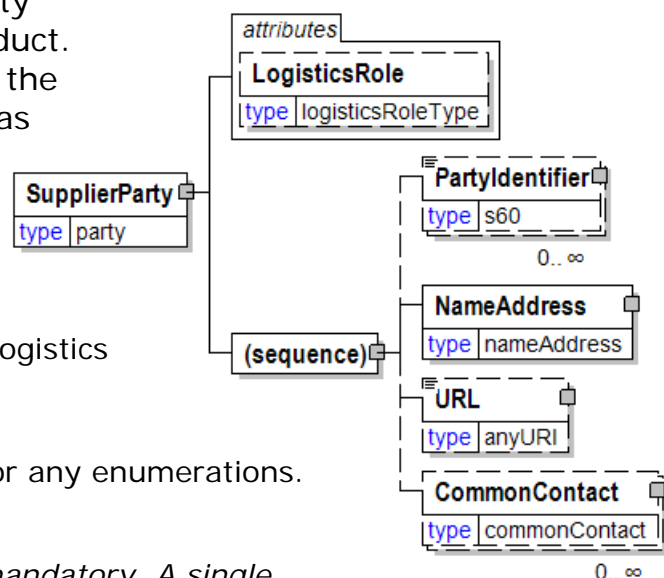 ty
duct.
the
as
attributes
LogisticsRole
type logisticsRoleType
SupplierParty
type party
PartyIdentifier
type s60
0.. ∞
NameAddress
type nameAddress
ogistics
(sequence)
URL
type anyURI
or any enumerations.
CommonContact
type commonContact
0.. ∞
mandatory. A single